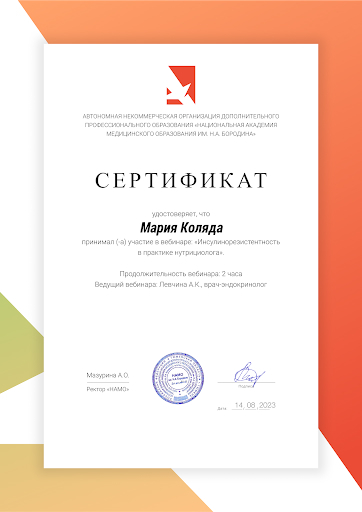 АВТОНОМНАЯ НЕКОММЕРЧЕСКАЯ ОРГАНИЗАЦИЯ ДОПОЛНИТЕЛЬНОГО
ПРОФЕССИОНАЛЬНОГО ОБРАЗОВАНИЯ «НАЦИОНАЛЬНАЯ АКАДЕМИЯ
МЕДИЦИНСКОГО ОБРАЗОВАНИЯ ИМ. Н.А. БОРОДИНА»
СЕРТИФИКАТ
удостоверяет, что
Мария Коляда
принимал (-а) участие в вебинаре: «Инсулинорезистентность
в практике нутрициолога».
Продолжительность вебинара: 2 часа
Ведущий вебинара: Левчина А.К., врач-эндокринолог
Мазурина А.О.
Ректор «НАМО»
НАМО
Подпись
Дата 14.08.2023